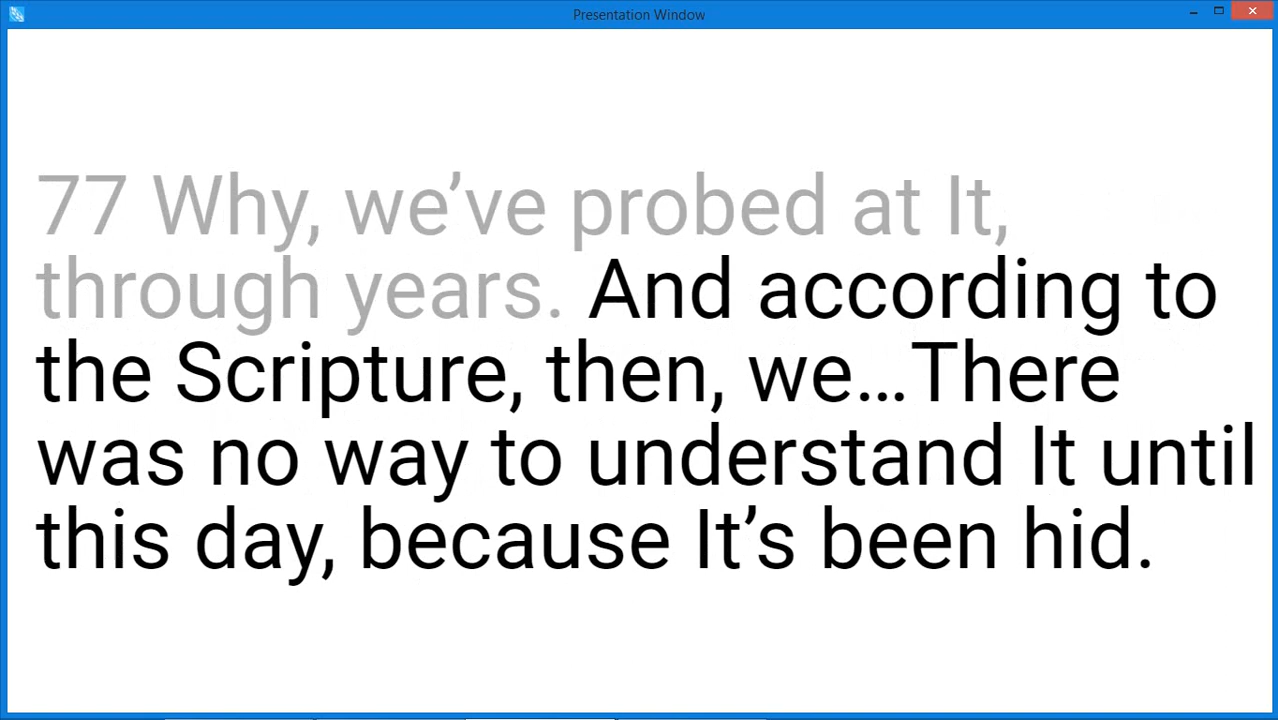 Presentation Window
77 Why, we’ve probed at It,
through years. And according to
the Scripture, then, we…There
was no way to understand It until
this day, because It’s been hid.